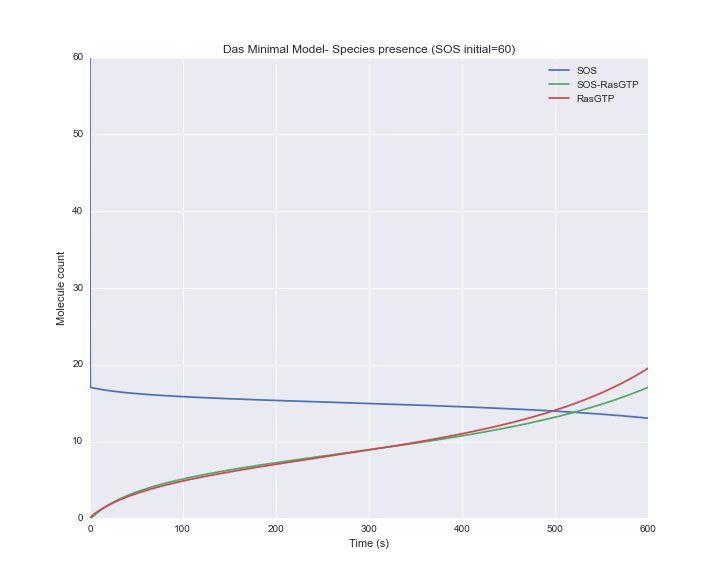 Das Minimal Model- Species presence (SOS initial=60)
SOS
SOS-RasGTP
RasGTP
60
50
40
30
20
10
0
Molecule count
0 100 200 300 400 500 600
Time (s)